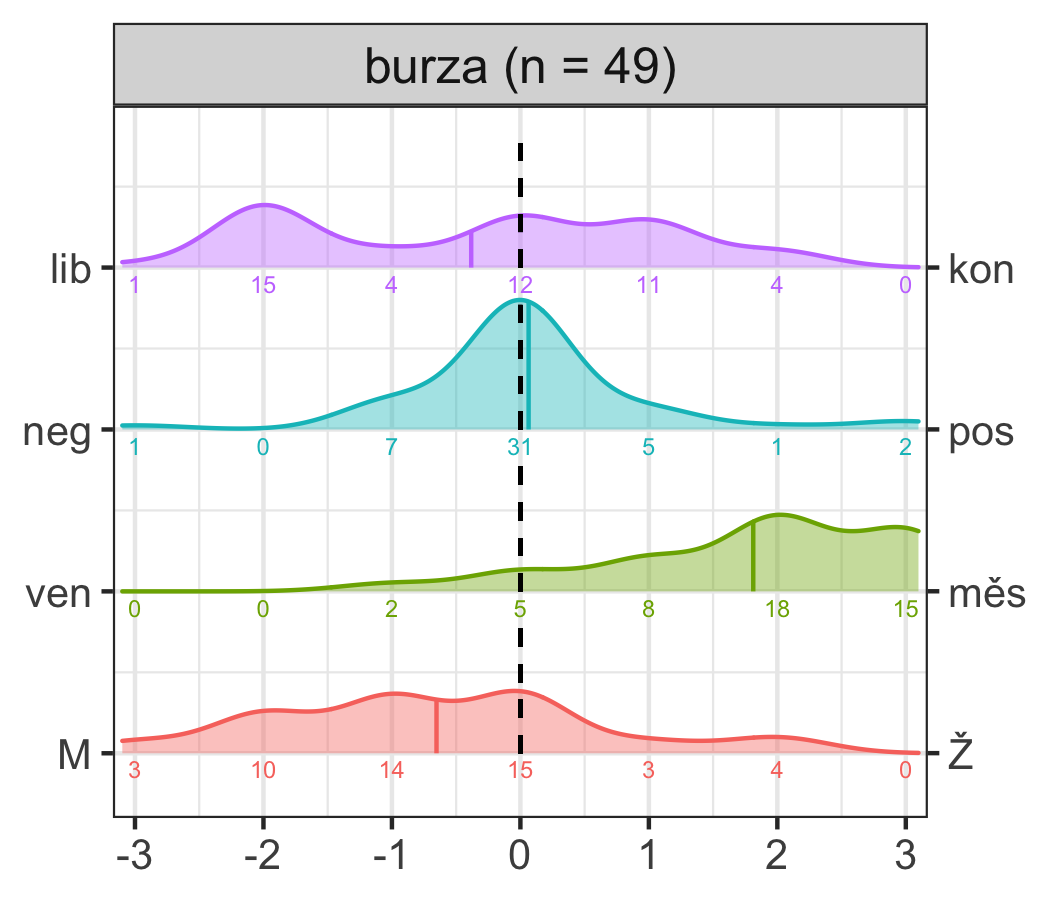 burza (n = 49)
lib kon
1 15 4 12 11 4 0
neg pos
1 0 7 31 5 1 2
ven měs
0 0 2 5 8 18 15
M Ž
3 10 14 15 3 4 0
-3 -2 -1 0 1 2 3